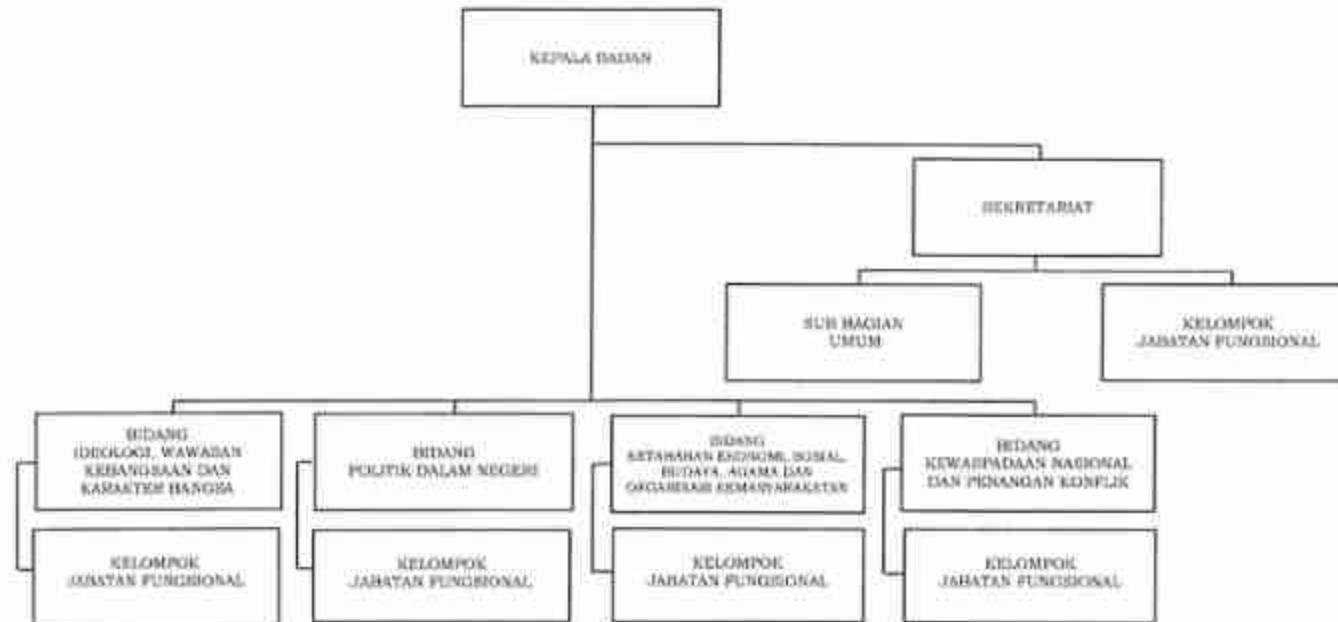 KEPALA BADAN
SEKRETARIAT
SUB BAGIAN
UMUM
KELOMPOK
JABATAN FUNGSIONAL
BIDANG
IDEOLOGI, WAWASAN
KEBANGSAAN DAN
KARAKTER BANGSA
BIDANG
POLITIK DALAM NEGERI
BIDANG
KETAHANAN EKONOMI, SOSIAL,
BUDAYA, AGAMA DAN
ORGANISASI KEMASYARAKATAN
BIDANG
KEWASPADAAN NASIONAL
DAN PENANGAN KONFLIK
KELOMPOK
JABATAN FUNGSIONAL
KELOMPOK
JABATAN FUNGSIONAL
KELOMPOK
JABATAN FUNGSIONAL
KELOMPOK
JABATAN FUNGSIONAL